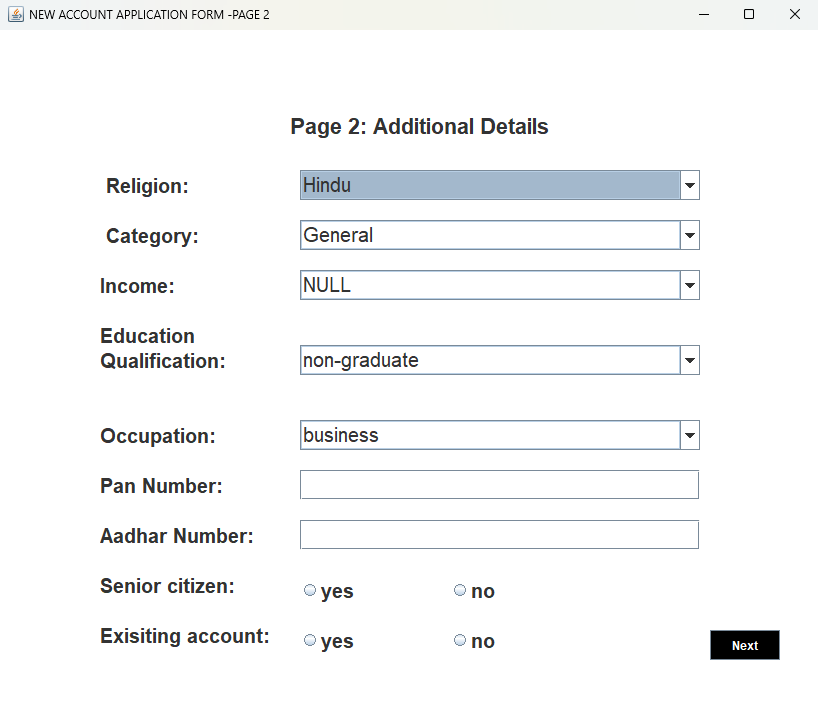 NEW ACCOUNT APPLICATION FORM -PAGE 2
Page 2: Additional Details
Religion: Hindu
Category: General
Income: NULL
Education
Qualification: non-graduate
Occupation: business
Pan Number:
Aadhar Number:
Senior citizen: yes no
Exisiting account: yes no
Next